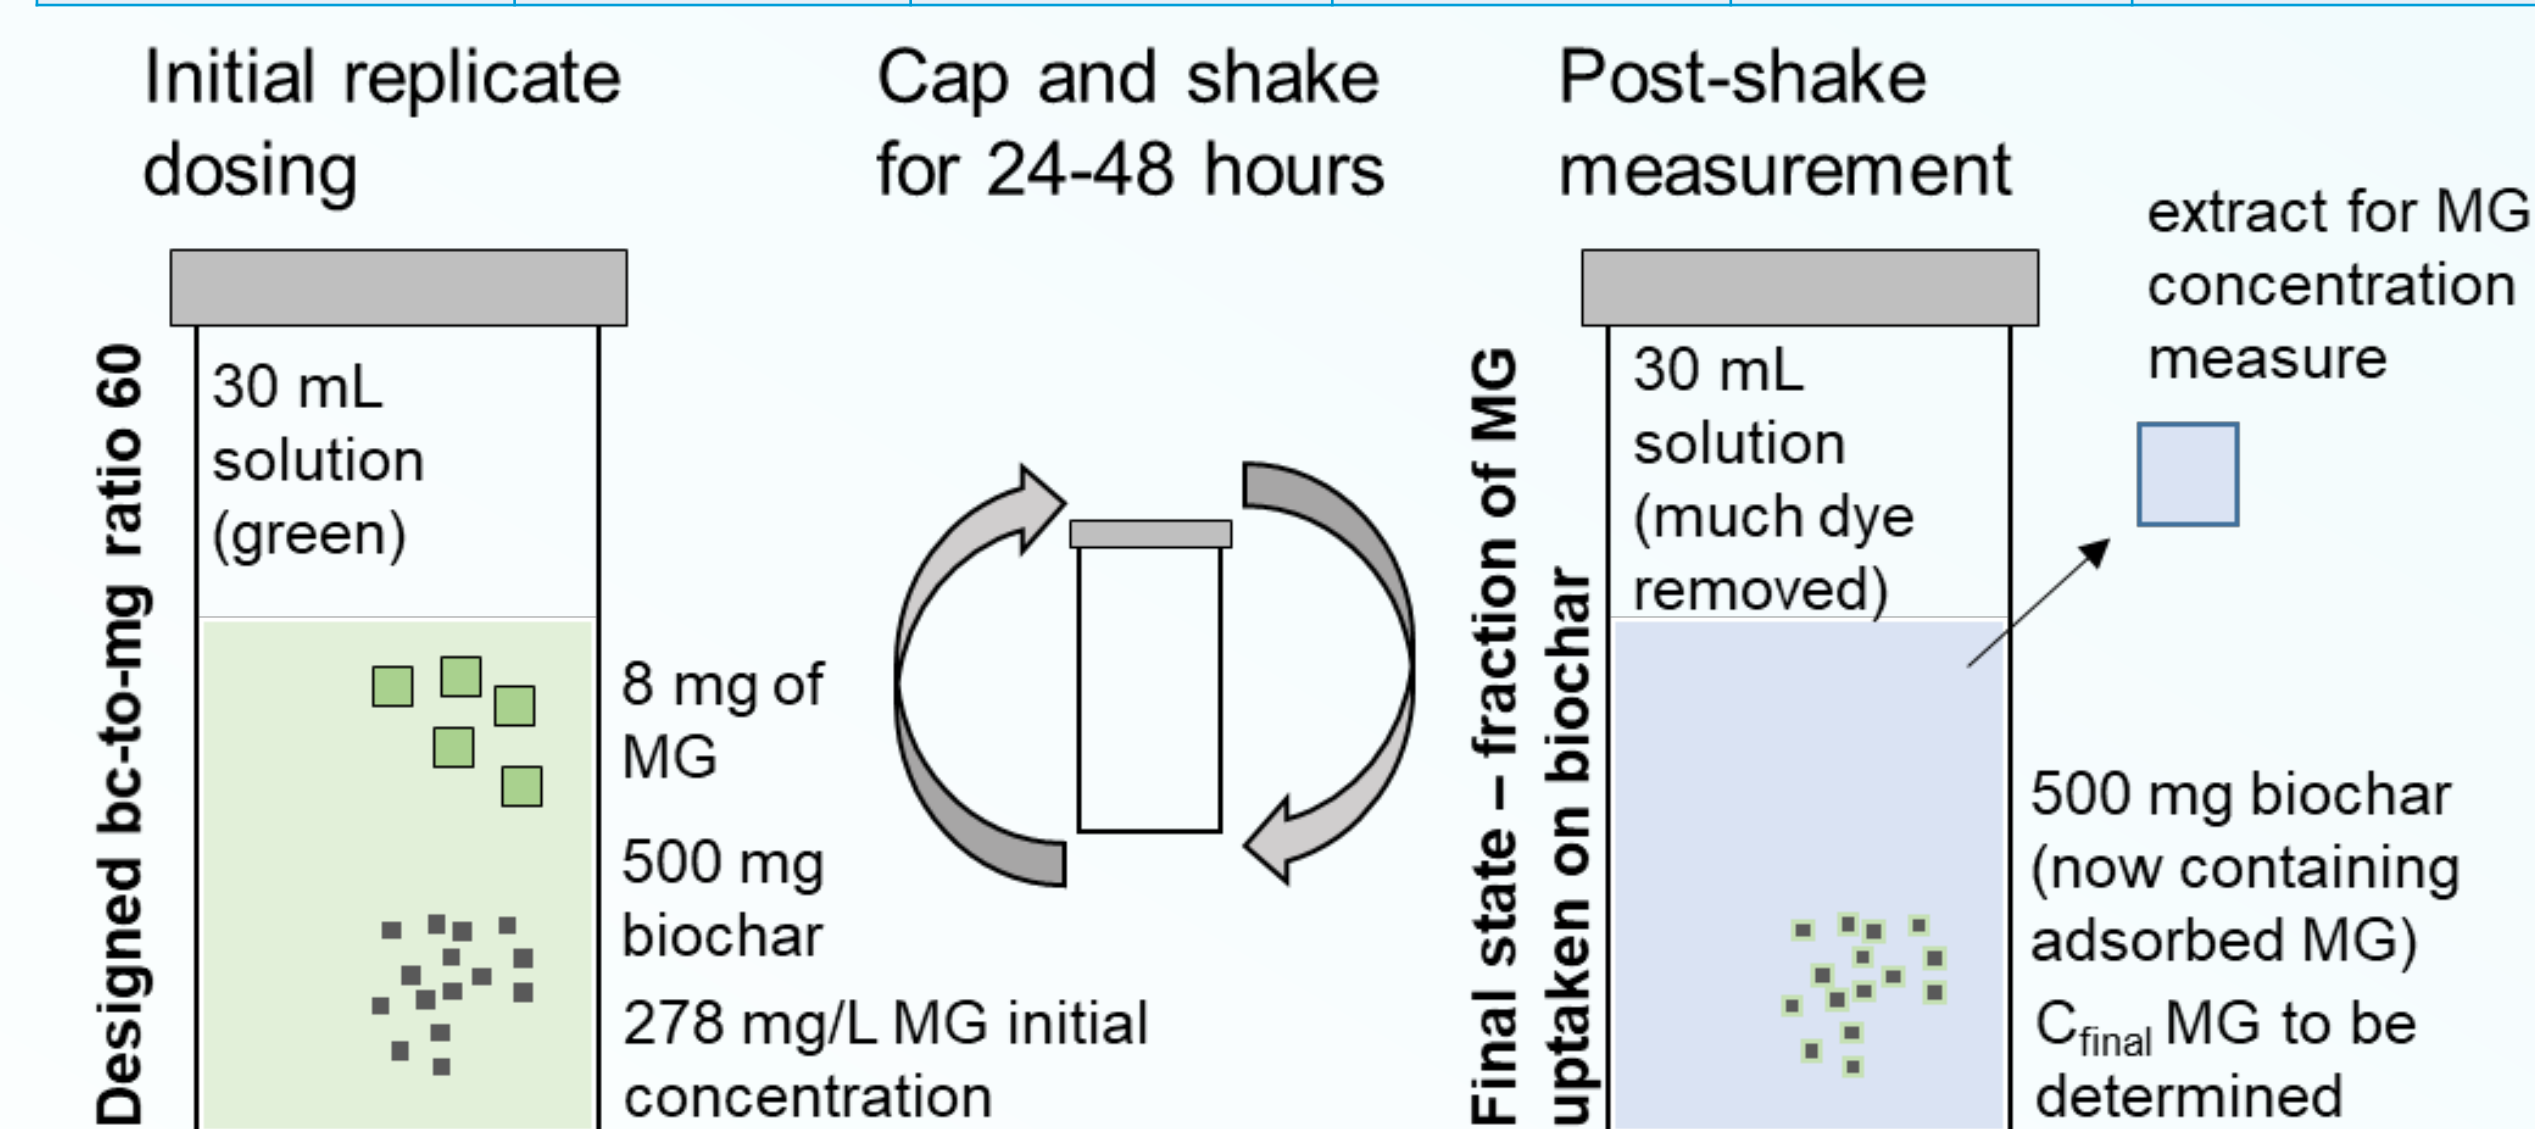 Initial replicate
dosing
Cap and shake
for 24-48 hours
Post-shake
measurement
extract for MG
concentration
measure
Designed bc-to-mg ratio 60
30 mL
solution
(green)
8 mg of
MG
500 mg
biochar
278 mg/L MG initial
concentration
Final state – fraction of MG
uptaken on biochar
30 mL
solution
(much dye
removed)
500 mg biochar
(now containing
adsorbed MG)
Cfinal MG to be
determined